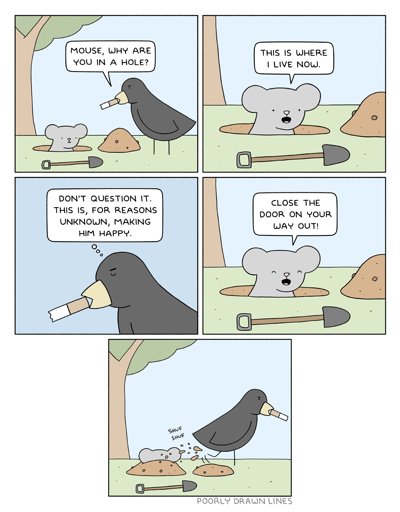 MOUSE, WHY ARE
YOU IN A HOLE?
THIS IS WHERE
I LIVE NOW.
DON'T QUESTION IT.
THIS IS, FOR REASONS
UNKNOWN, MAKING
HIM HAPPY.
CLOSE THE
DOOR ON YOUR
WAY OUT!
SHUF
SHUF
POORLY DRAWN LINES